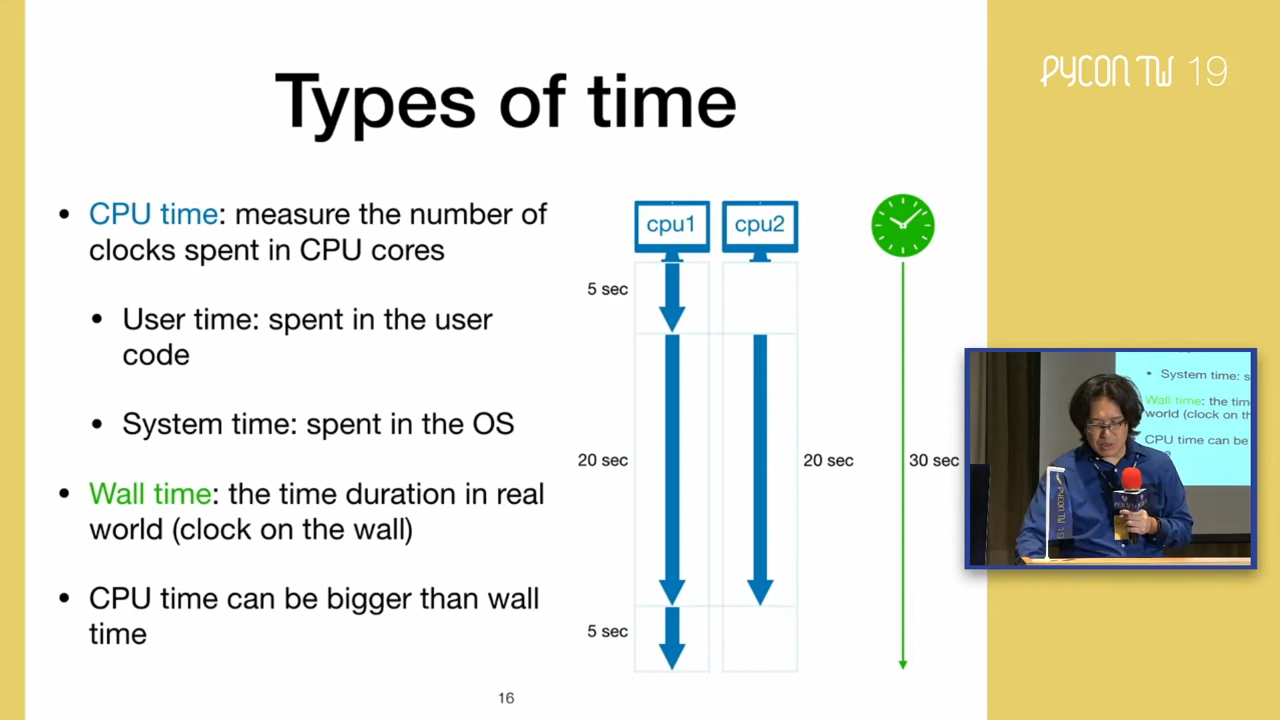 PYCON TW 19
Types of time
• CPU time: measure the number of
clocks spent in CPU cores
• User time: spent in the user
code
• System time: spent in the OS
• Wall time: the time duration in real
world (clock on the wall)
• CPU time can be bigger than wall
time
cpu1 cpu2
5 sec
20 sec 20 sec 30 sec
5 sec
16
• System time: s
Wall time: the tim
world (clock on th
CPU time can be
PYCON TW 19